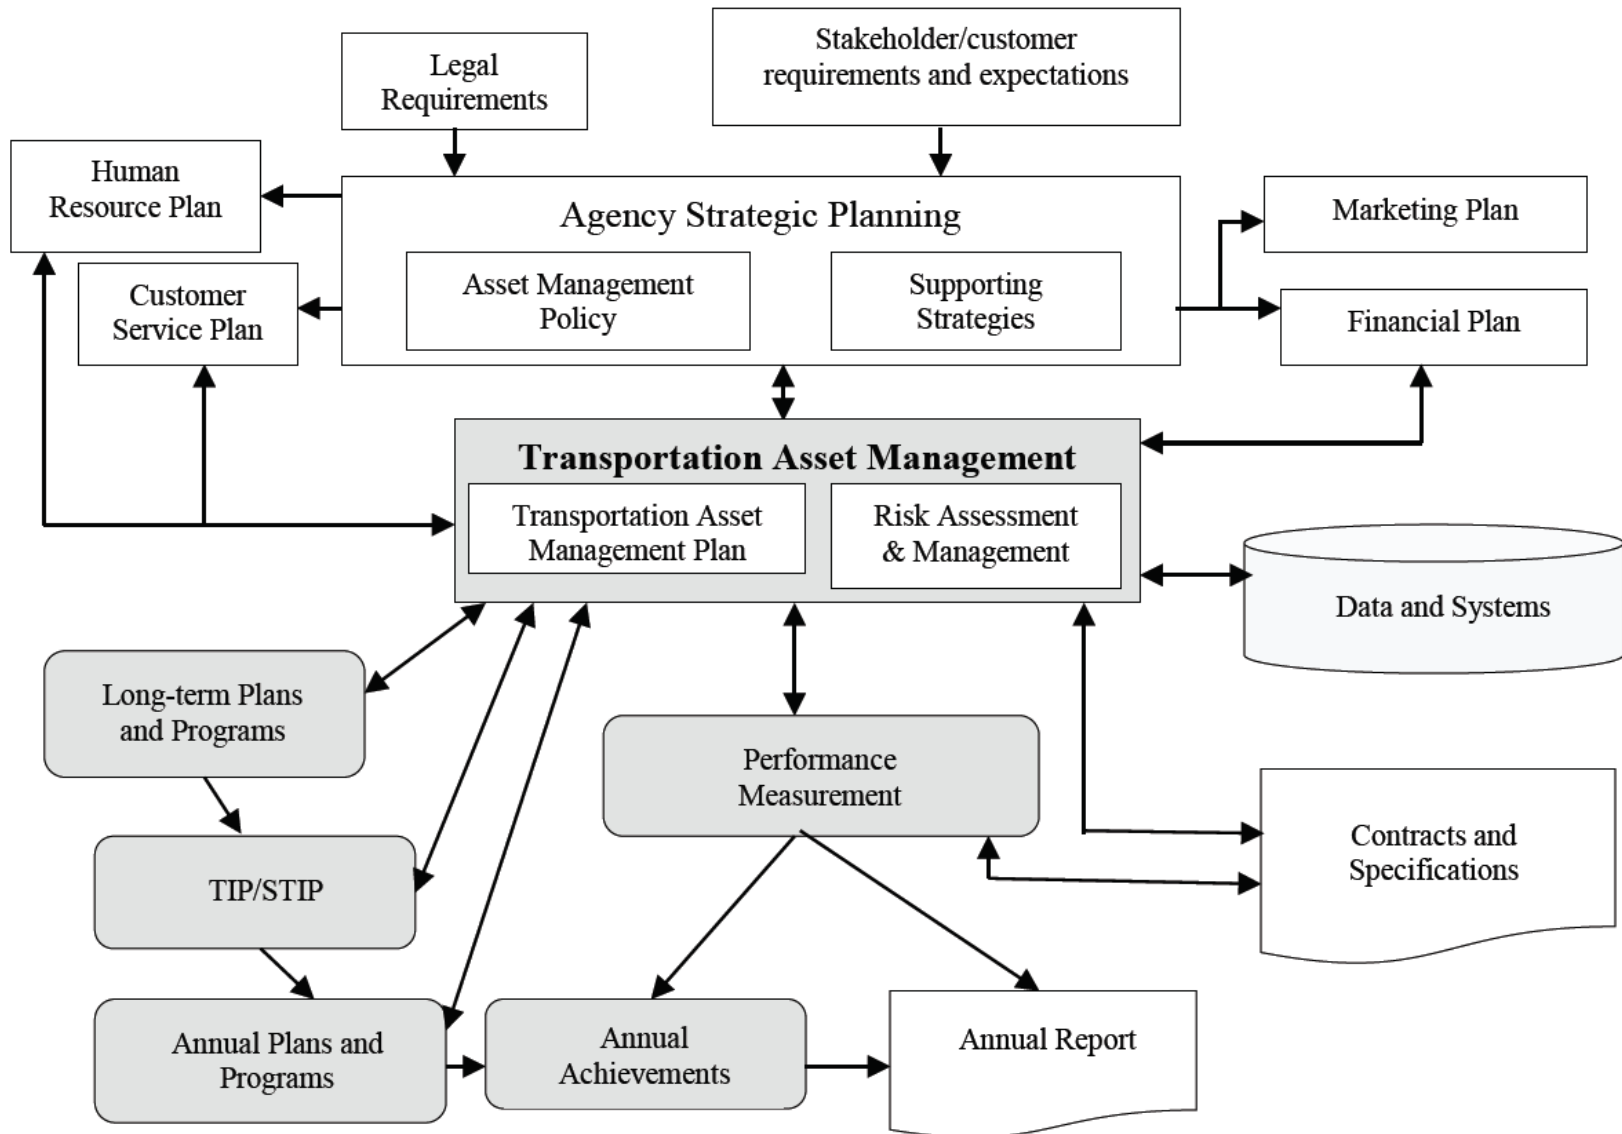 Stakeholder/customer
requirements and expectations
Legal
Requirements
Human
Resource Plan
Agency Strategic Planning
Marketing Plan
Asset Management
Policy
Supporting
Strategies
Customer
Service Plan
Financial Plan
Transportation Asset Management
Transportation Asset
Management Plan
Risk Assessment
& Management
Data and Systems
Long-term Plans
and Programs
Performance
Measurement
Contracts and
Specifications
TIP/STIP
Annual Plans and
Programs
Annual
Achievements
Annual Report